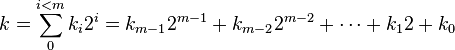 k = \sum_{0}^{i<m} k_i 2^i = k_{m-1} 2^{m-1} + k_{m-2} 2^{m-2} + \cdots + k_1 2 + k_0